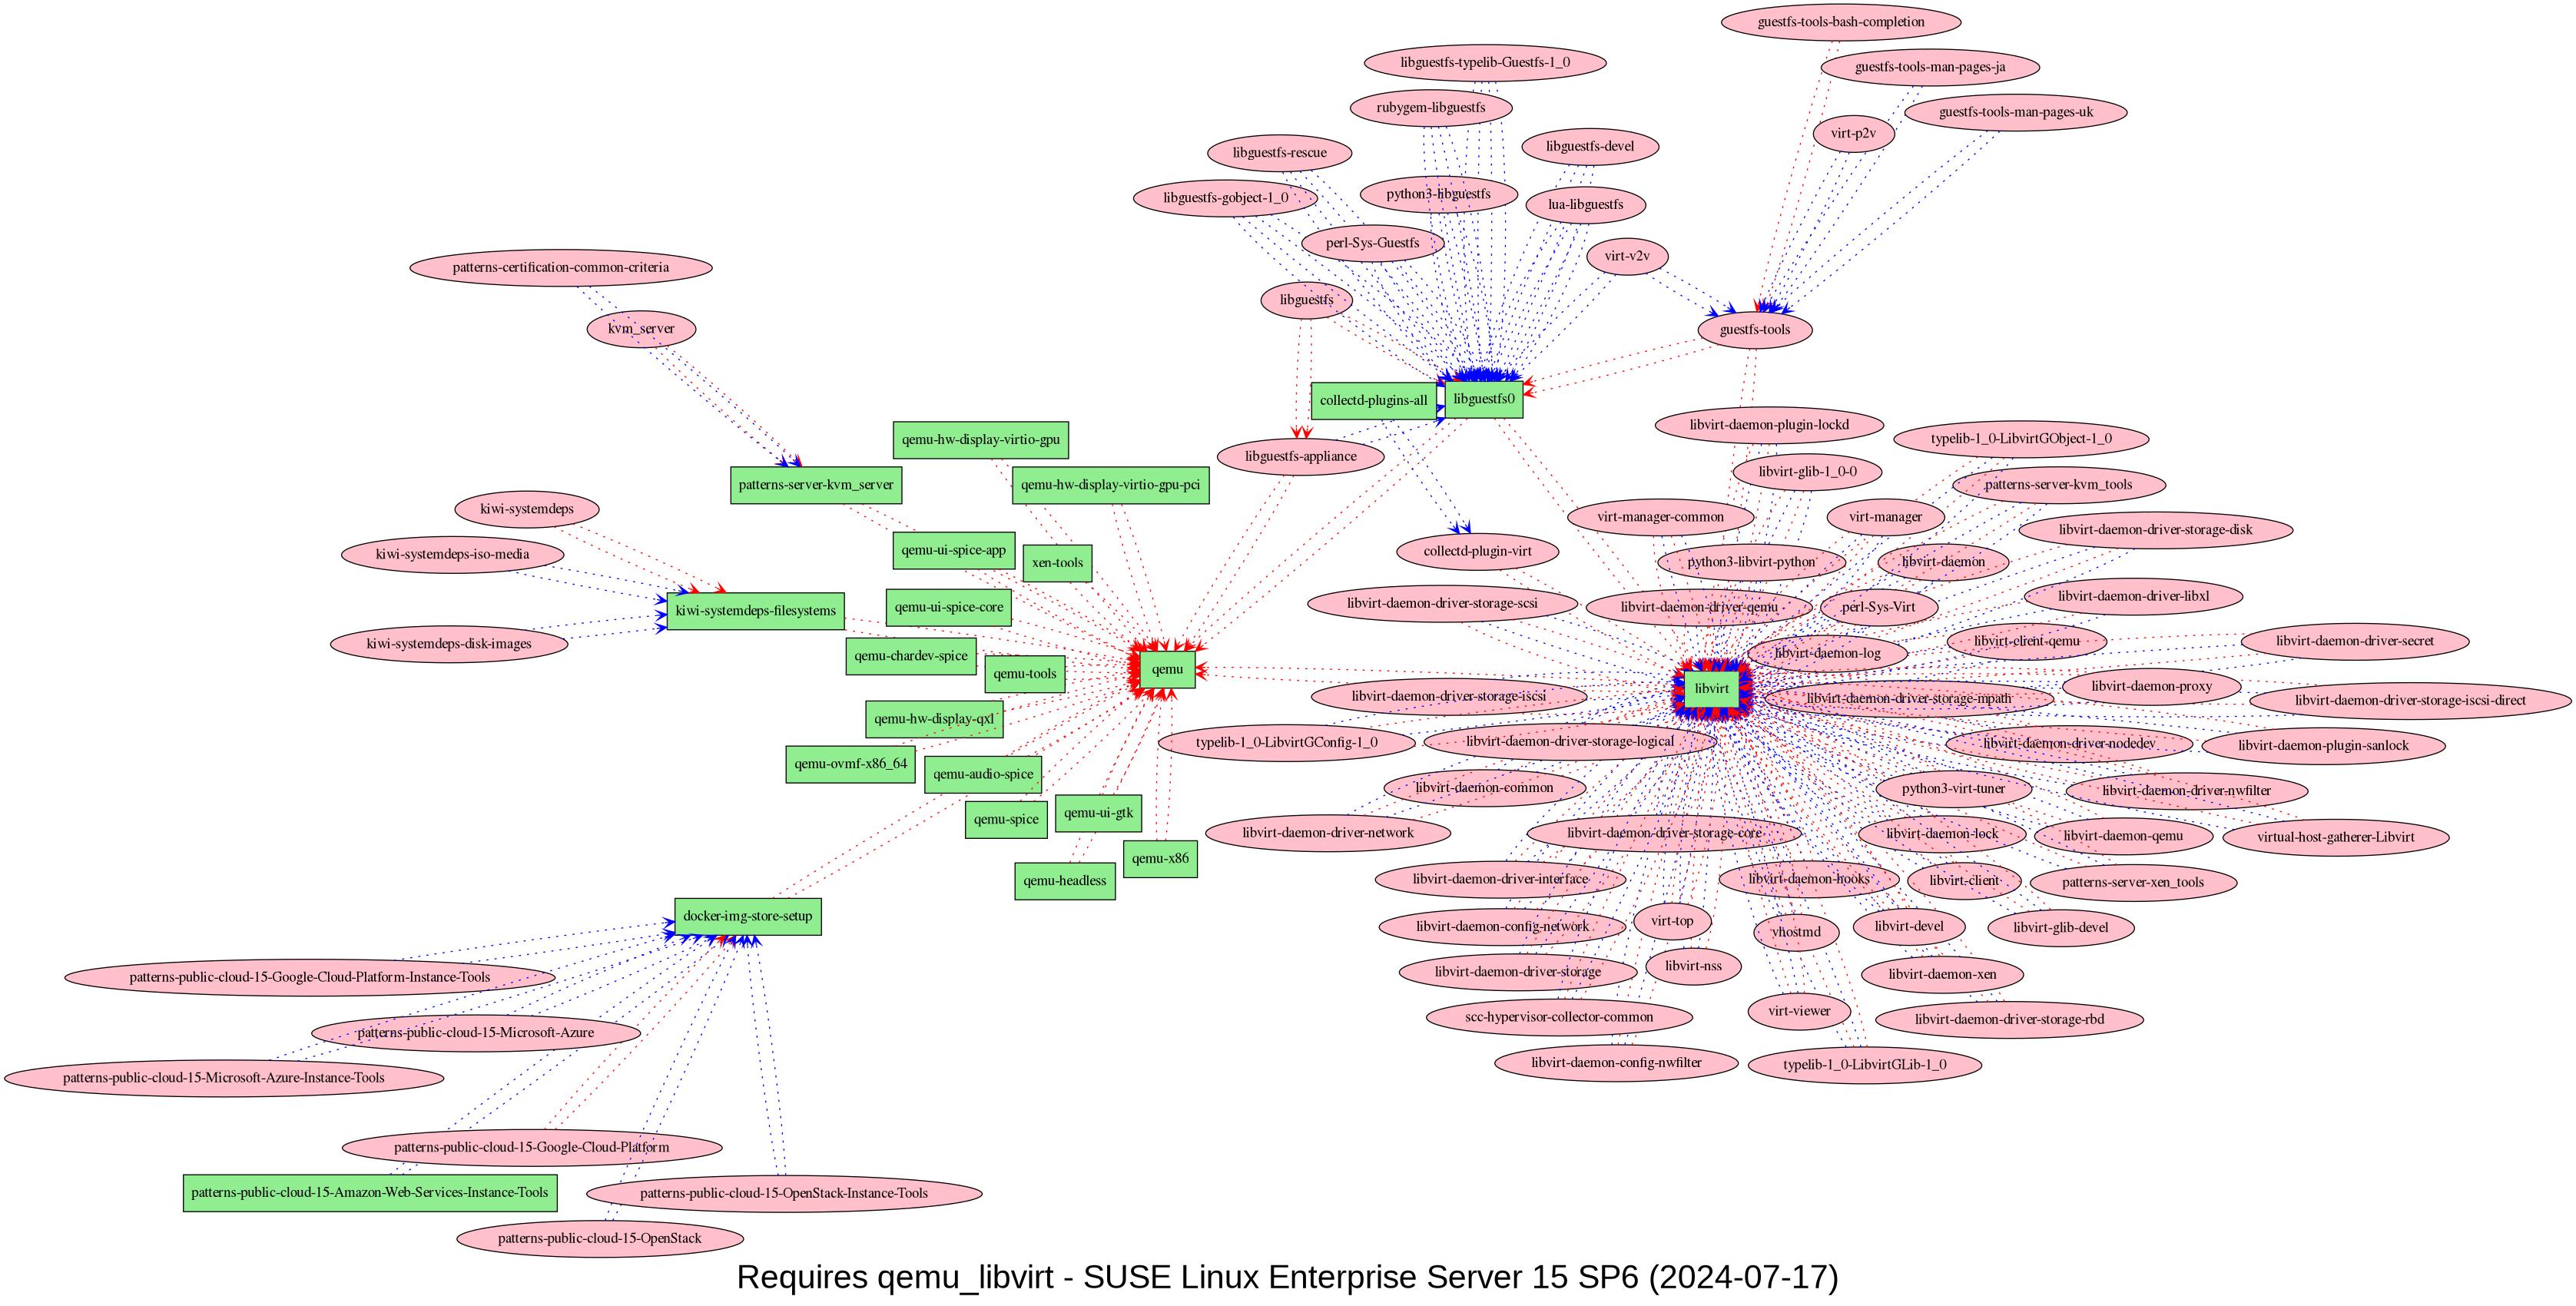 guestfs-tools-bash-completion
libguestfs-typelib-Guestfs-1_0
guestfs-tools-man-pages-ja
rubygem-libguestfs
guestfs-tools-man-pages-uk
virt-p2v
libguestfs-devel
libguestfs-rescue
python3-libguestfs
libguestfs-gobject-1_0
lua-libguestfs
perl-Sys-Guestfs
virt-v2v
patterns-certification-common-criteria
libguestfs
kvm_server
guestfs-tools
collectd-plugins-all
libguestfs0
libvirt-daemon-plugin-lockd
qemu-hw-display-virtio-gpu
typelib-1_0-LibvirtGObject-1_0
libguestfs-appliance
libvirt-glib-1_0-0
patterns-server-kvm_server
qemu-hw-display-virtio-gpu-pci
patterns-server-kvm_tools
kiwi-systemdeps
virt-manager-common
virt-manager
libvirt-daemon-driver-storage-disk
qemu-ui-spice-app
collectd-plugin-virt
kiwi-systemdeps-iso-media
xen-tools
python3-libvirt-python
libvirt-daemon
libvirt-daemon-driver-libxl
libvirt-daemon-driver-storage-scsi
qemu-ui-spice-core
libvirt-daemon-driver-qemu
perl-Sys-Virt
kiwi-systemdeps-filesystems
kiwi-systemdeps-disk-images
libvirt-client-qemu
libvirt-daemon-driver-secret
libvirt-daemon-log
qemu-chardev-spice
qemu
qemu-tools
libvirt
libvirt-daemon-proxy
libvirt-daemon-driver-storage-iscsi
libvirt-daemon-driver-storage-mpath
libvirt-daemon-driver-storage-iscsi-direct
qemu-hw-display-qxl
typelib-1_0-LibvirtGConfig-1_0
libvirt-daemon-driver-storage-logical
libvirt-daemon-driver-nodedev
libvirt-daemon-plugin-sanlock
qemu-ovmf-x86_64
qemu-audio-spice
libvirt-daemon-common
python3-virt-tuner
libvirt-daemon-driver-nwfilter
qemu-spice
qemu-ui-gtk
libvirt-daemon-driver-network
libvirt-daemon-driver-storage-core
libvirt-daemon-lock
libvirt-daemon-qemu
virtual-host-gatherer-Libvirt
qemu-x86
qemu-headless
libvirt-daemon-driver-interface
libvirt-daemon-hooks
libvirt-client
patterns-server-xen_tools
docker-img-store-setup
libvirt-daemon-config-network
virt-top
vhostmd
libvirt-devel
libvirt-glib-devel
patterns-public-cloud-15-Google-Cloud-Platform-Instance-Tools
libvirt-daemon-driver-storage
libvirt-nss
libvirt-daemon-xen
scc-hypervisor-collector-common
virt-viewer
libvirt-daemon-driver-storage-rbd
patterns-public-cloud-15-Microsoft-Azure
libvirt-daemon-config-nwfilter
typelib-1_0-LibvirtGLib-1_0
patterns-public-cloud-15-Microsoft-Azure-Instance-Tools
patterns-public-cloud-15-Google-Cloud-Platform
patterns-public-cloud-15-Amazon-Web-Services-Instance-Tools
patterns-public-cloud-15-OpenStack-Instance-Tools
patterns-public-cloud-15-OpenStack
Requires qemu_libvirt - SUSE Linux Enterprise Server 15 SP6 (2024-07-17)